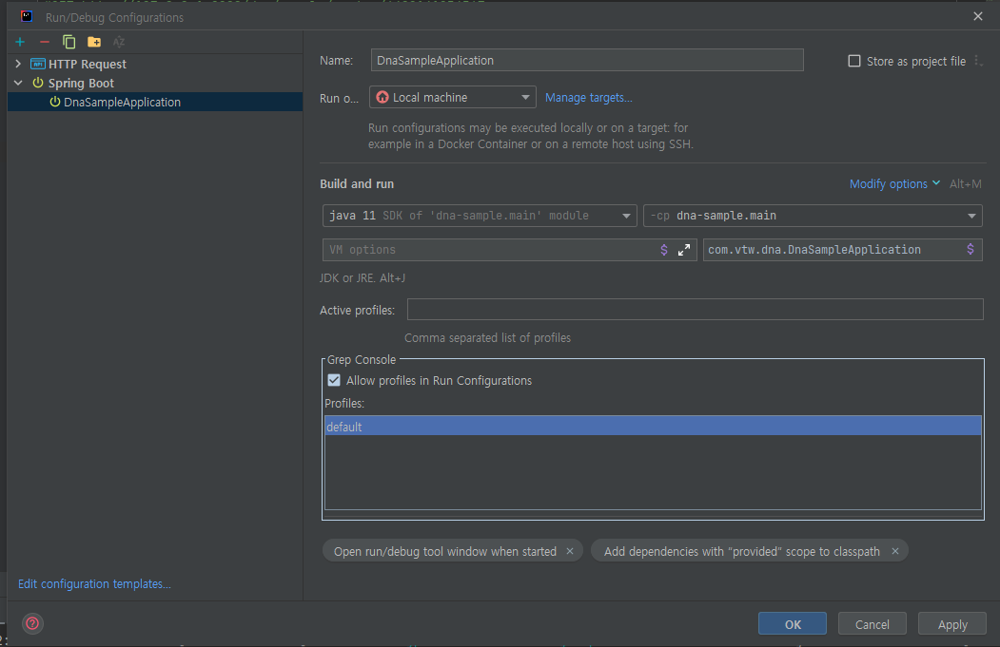 Run/Debug Configurations
HTTP Request
Spring Boot
DnaSampleApplication
Edit configuration templates...
Name: DnaSampleApplication Store as project file
Run o... Local machine Manage targets...
Run configurations may be executed locally or on a target: for
example in a Docker Container or on a remote host using SSH.
Build and run Modify options Alt+M
java 11 SDK of 'dna-sample.main' module -cp dna-sample.main
VM options $ com.vtw.dna.DnaSampleApplication $
JDK or JRE. Alt+J
Active profiles:
Comma separated list of profiles
Grep Console
Allow profiles in Run Configurations
Profiles:
default
Open run/debug tool window when started × Add dependencies with "provided" scope to classpath ×
? OK Cancel Apply